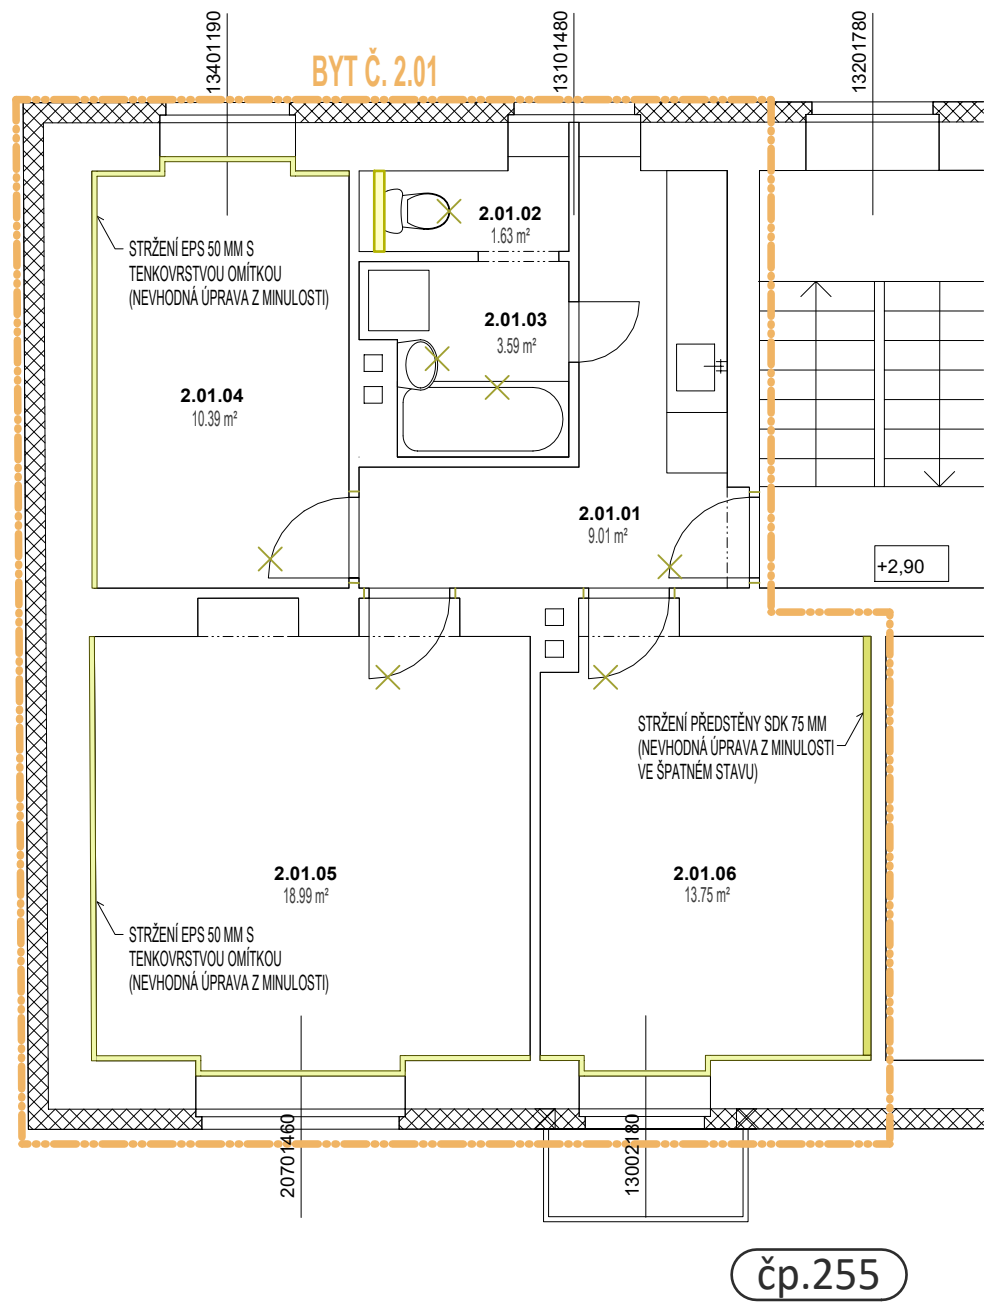 13401190
13101480
13201780
BYT Č. 2.01
2.01.02
1.63 m²
STRŽENÍ EPS 50 MM S
TENKOVRSTVOU OMÍTKOU
(NEVHODNÁ ÚPRAVA Z MINULOSTI)
2.01.03
3.59 m²
2.01.04
10.39 m²
2.01.01
9.01 m²
+2,90
STRŽENÍ PŘEDSTĚNY SDK 75 MM
(NEVHODNÁ ÚPRAVA Z MINULOSTI
VE ŠPATNÉM STAVU)
2.01.05
18.99 m²
2.01.06
13.75 m²
STRŽENÍ EPS 50 MM S
TENKOVRSTVOU OMÍTKOU
(NEVHODNÁ ÚPRAVA Z MINULOSTI)
20701460
13002180
čp.255